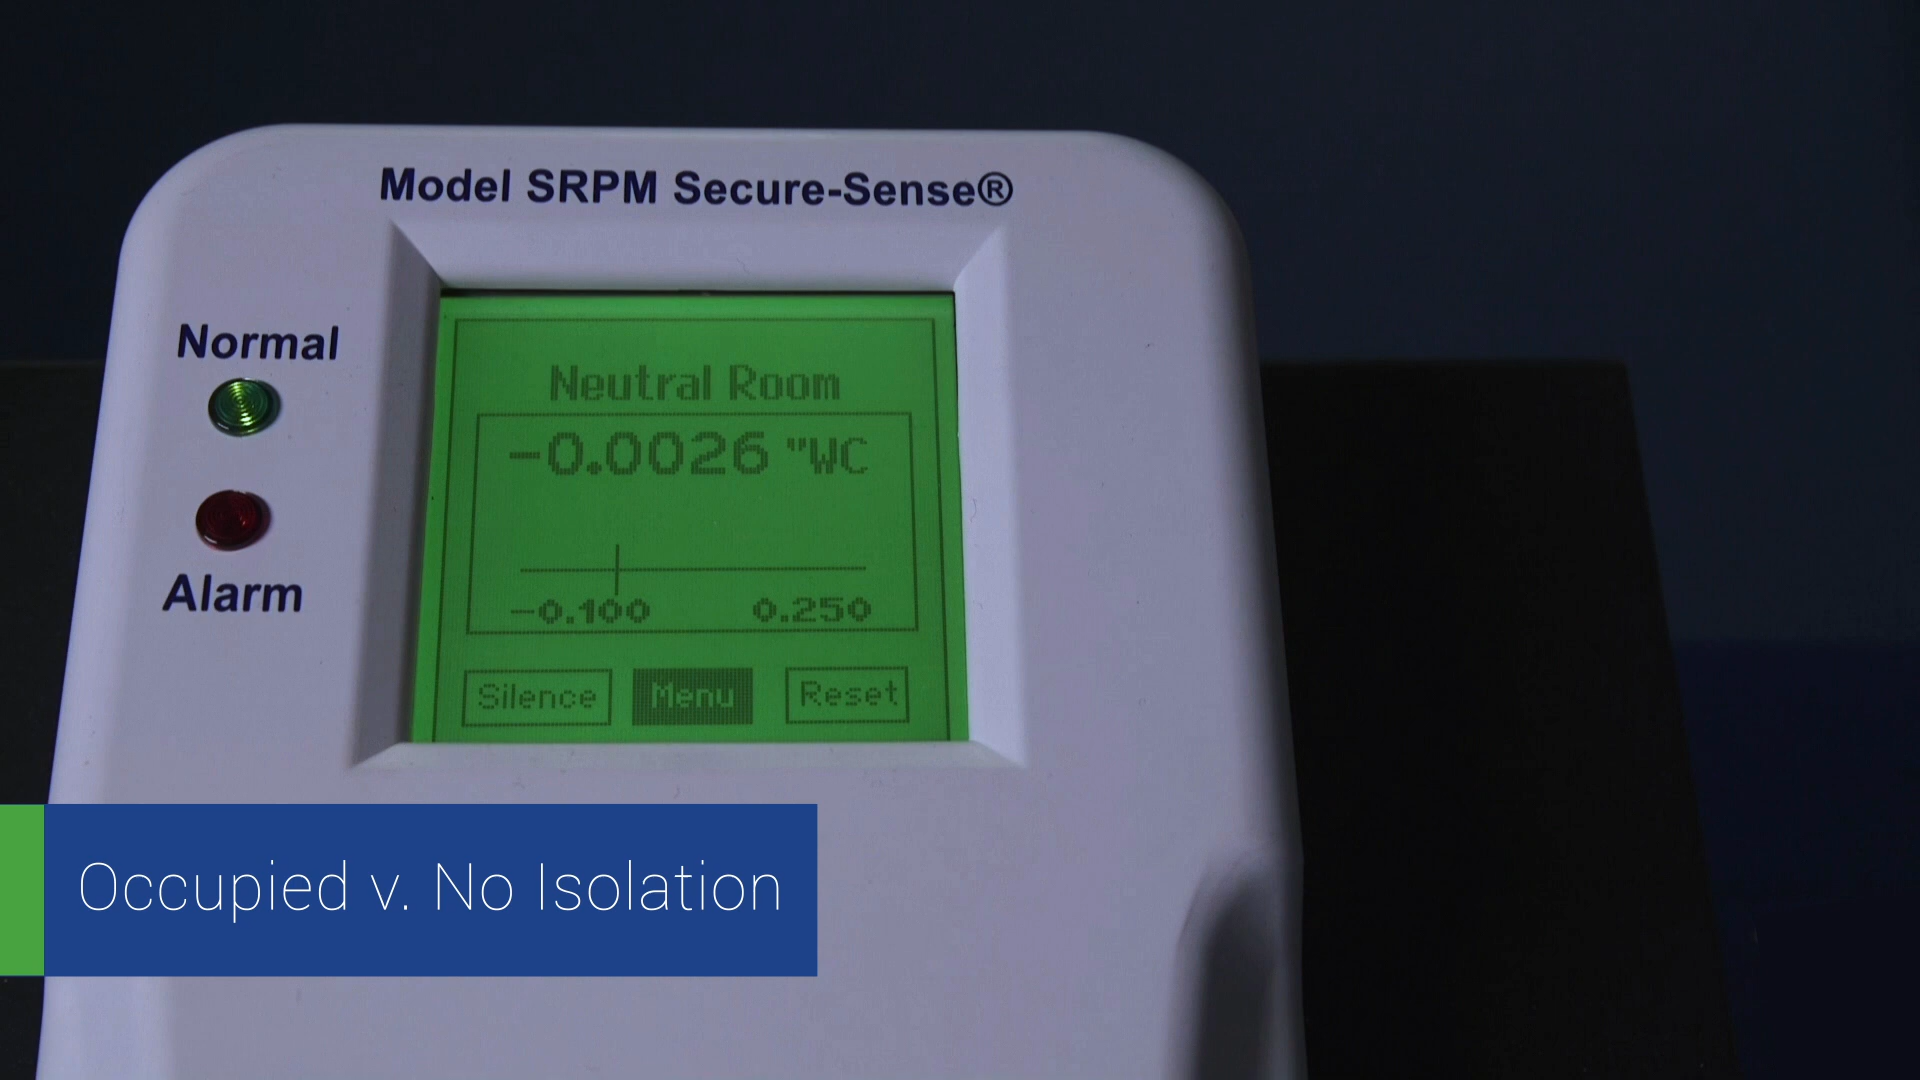 Model SRPM Secure-Sense®
Normal
Alarm
Neutral Room
-0.0026 "WC
-0.100 0.250
Silence Menu Reset
Occupied v. No Isolation